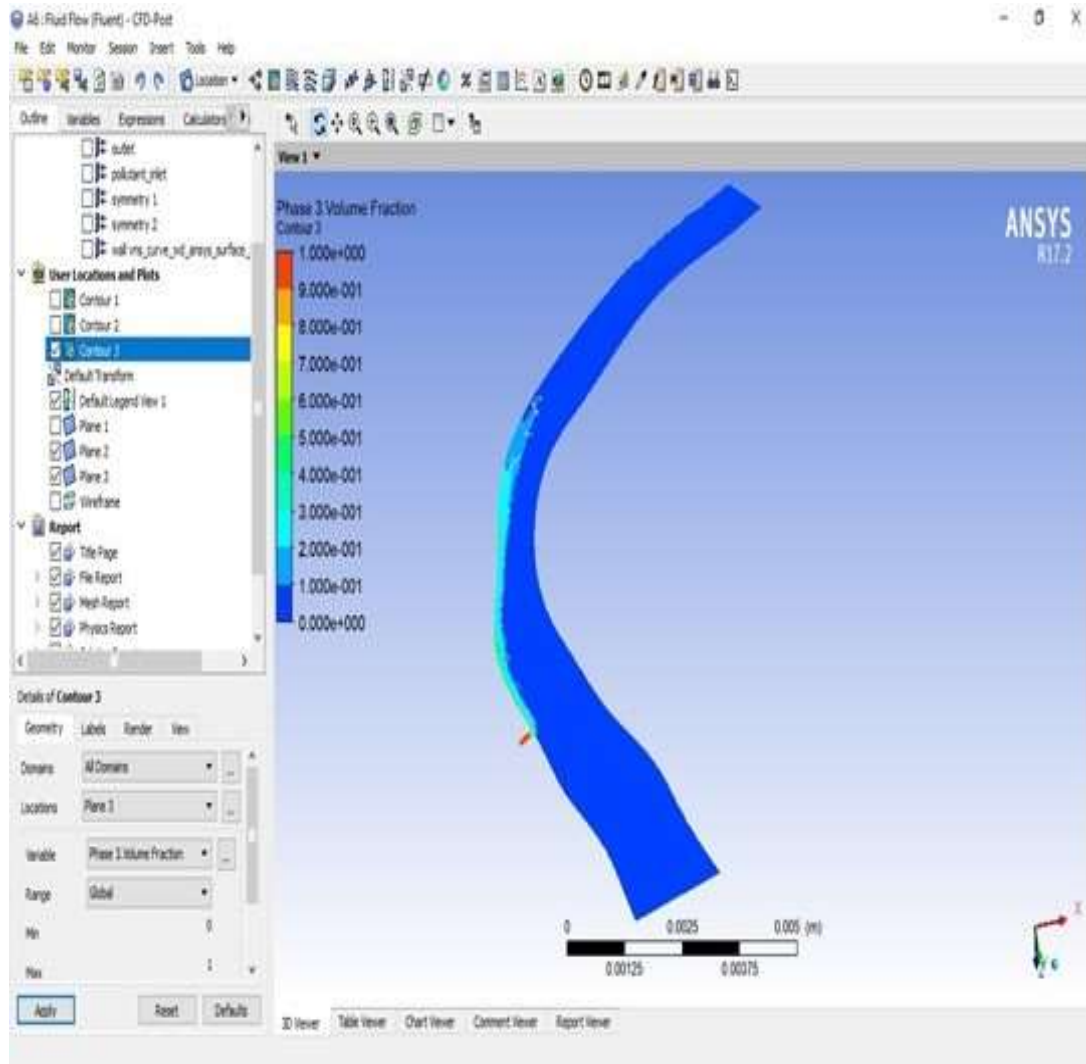 A6 : Fluid Flow (Fluent) - CFD-Post
File Edit Monitor Session Insert Tools Help
Location
Outline Variables Expressions Calculators
outlet
pollutant_inlet
symmetry 1
symmetry 2
User Locations and Plots
Contour 1
Contour 2
Contour 3
Default Transform
Default Legend View 1
Plane 1
Plane 2
Plane 3
Wireframe
Report
Title Page
File Report
Mesh Report
Physics Report
Details of Contour 3
Geometry Labels Render View
Domains All Domains
Locations Plane 3
Variable Phase 3.Volume Fraction
Range Global
Min 0
Max 1
Apply Reset Defaults
View 1
Phase 3.Volume Fraction
Contour 3
1.000e+000
9.000e-001
8.000e-001
7.000e-001
6.000e-001
5.000e-001
4.000e-001
3.000e-001
2.000e-001
1.000e-001
0.000e+000
ANSYS
R17.2
0 0.0025 0.005 (m)
0.00125 0.00375
X
Y
Z
3D Viewer Table Viewer Chart Viewer Comment Viewer Report Viewer